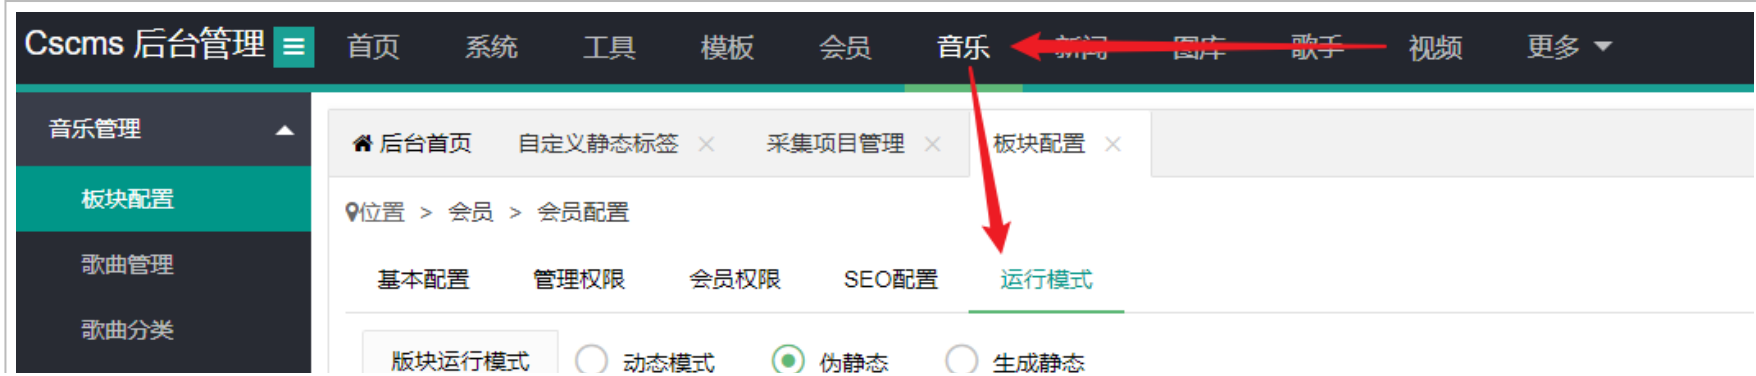 Cscms 后台管理 首页 系统 工具 模板 会员 音乐 新闻 图库 歌手 视频 更多
音乐管理
后台首页 自定义静态标签 采集项目管理 板块配置
板块配置
位置 > 会员 > 会员配置
歌曲管理
基本配置 管理权限 会员权限 SEO配置 运行模式
歌曲分类
版块运行模式 动态模式 伪静态 生成静态